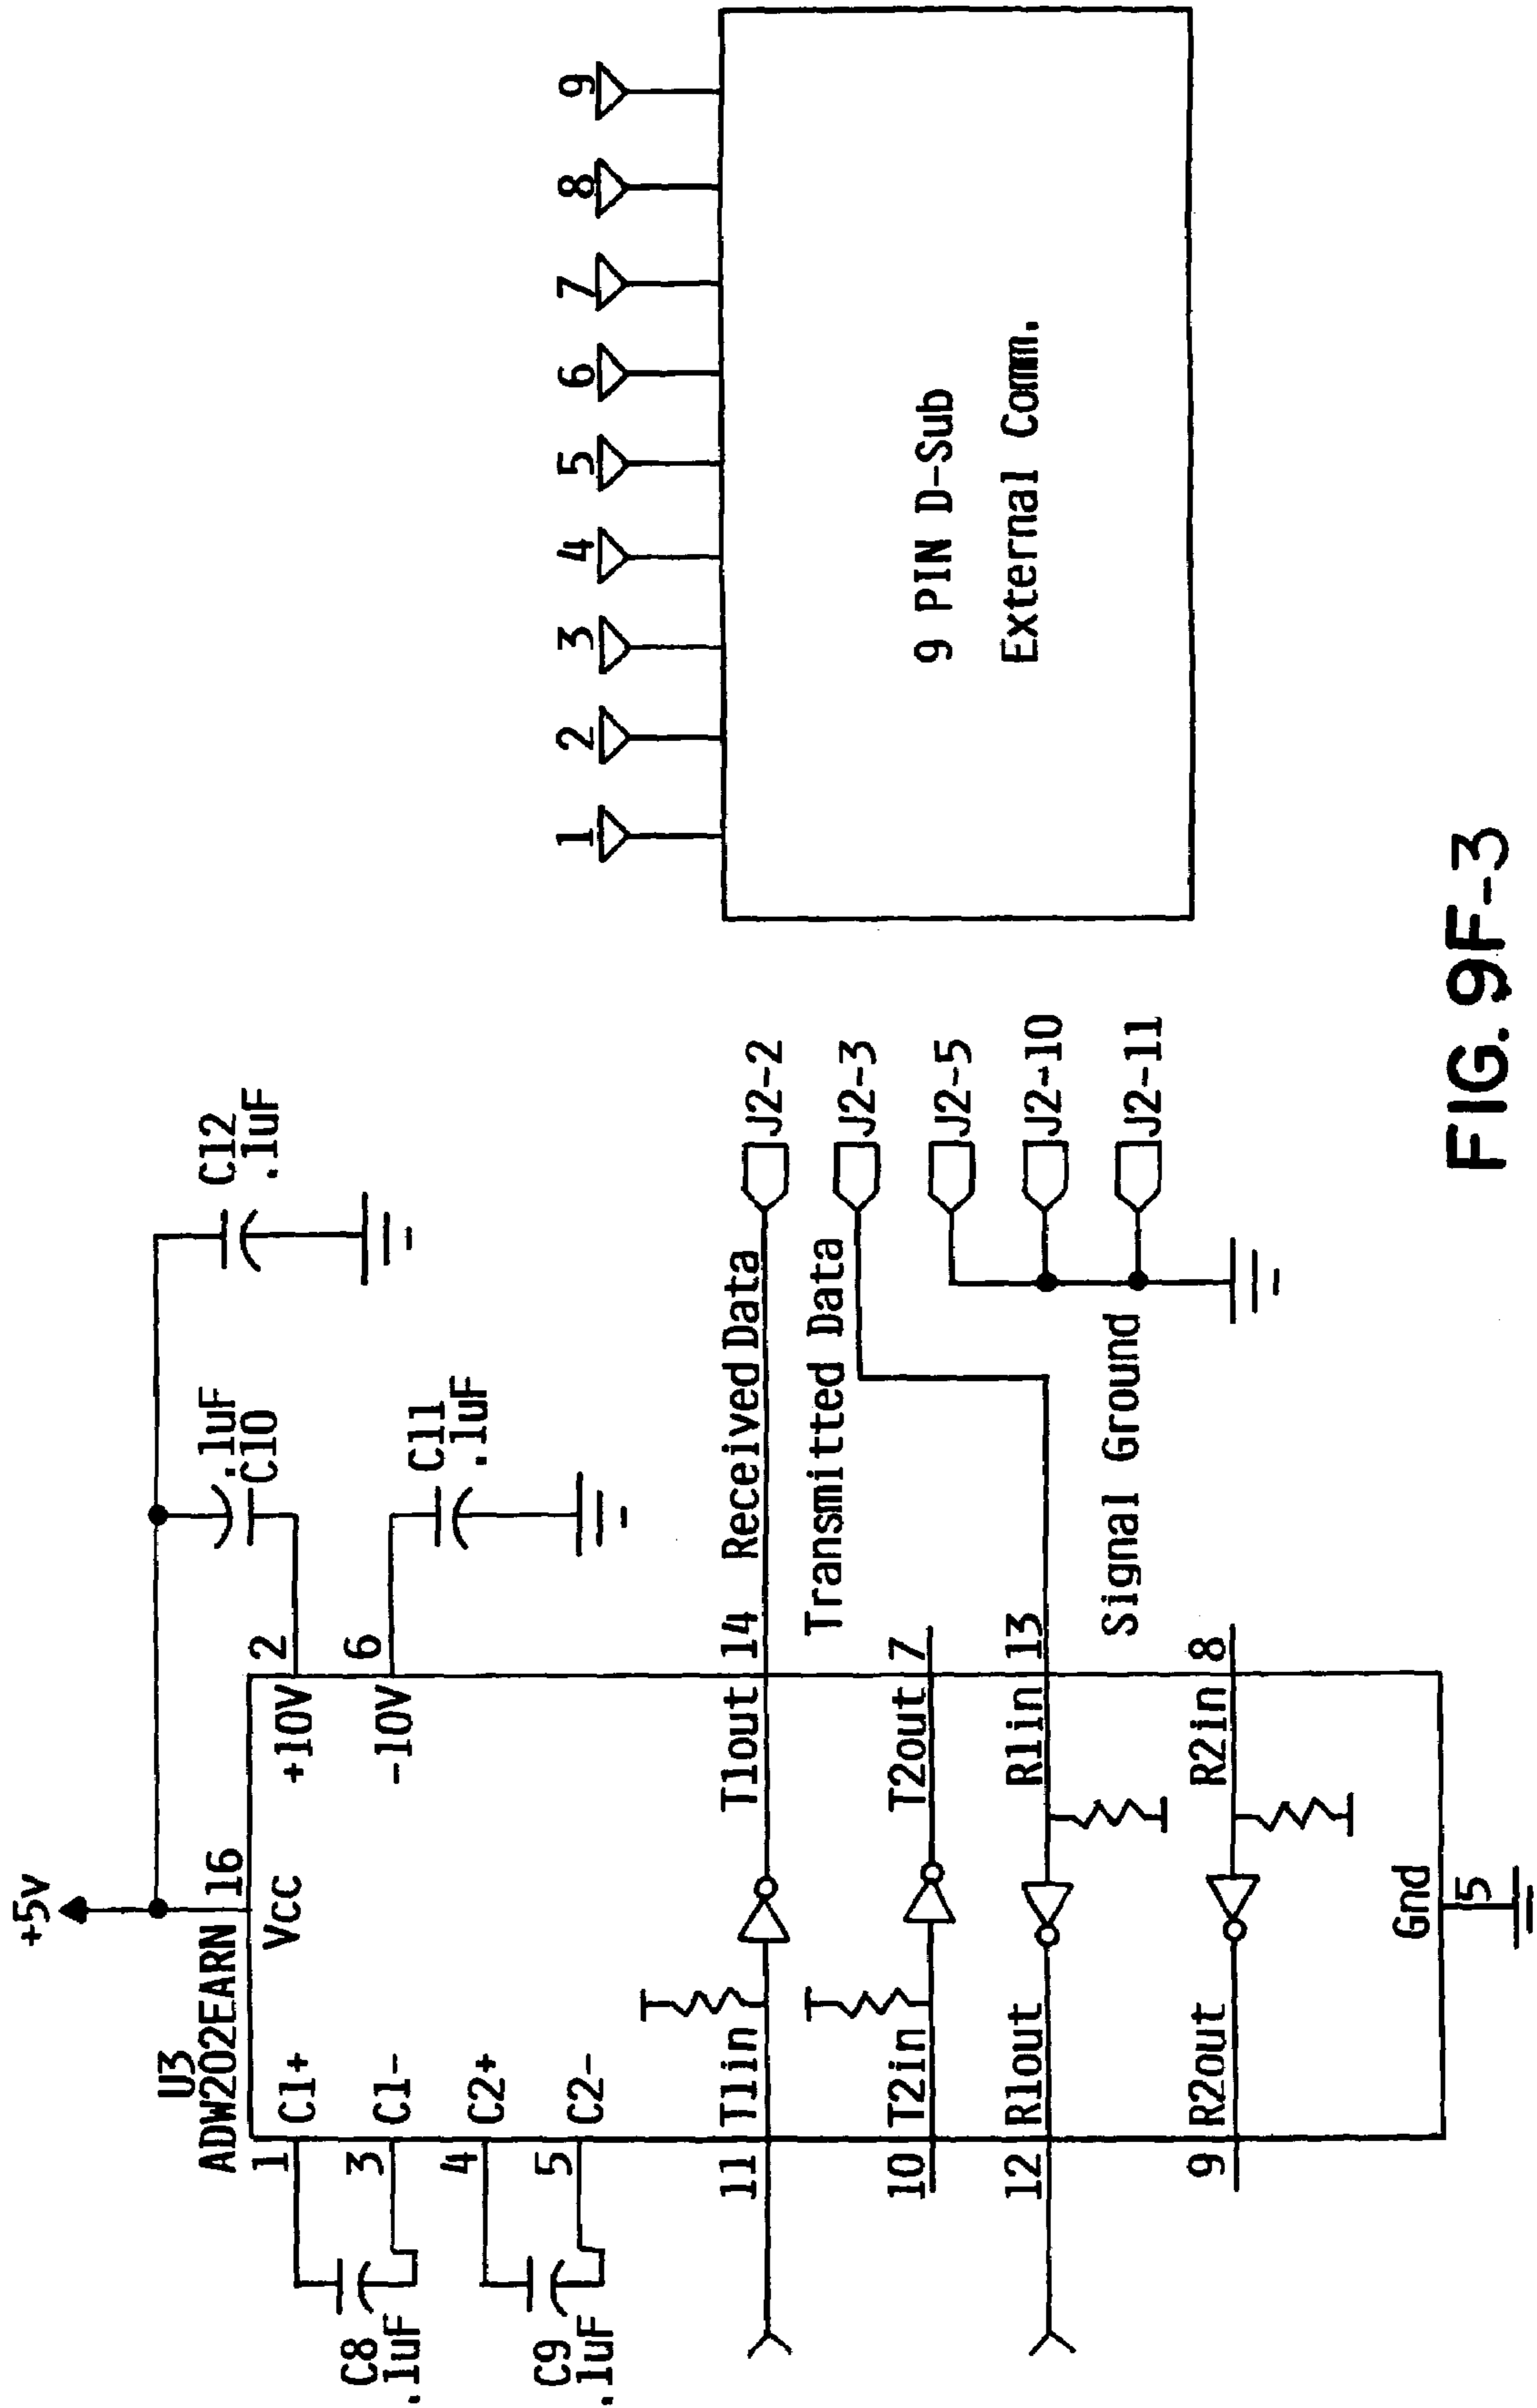 +5V
U3
ADW202EARN
16
Vcc
C1+
1
C1-
3
C2+
4
C2-
5
C8
.1uF
C9
.1uF
+10V
2
-10V
6
.1uF
C10
C11
.1uF
C12
.1uF
11
T1in
T1out
14
Received Data
J2-2
Transmitted Data
J2-3
10
T2in
T2out
7
J2-5
12
R1out
R1in
13
J2-10
Signal Ground
J2-11
9
R2out
R2in
8
Gnd
15
1
2
3
4
5
6
7
8
9
9 PIN D-Sub
External Comm.
FIG. 9F-3